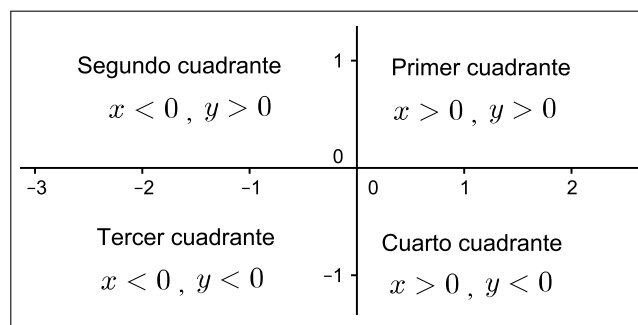 Segundo cuadrante
x < 0 , y > 0
1
Primer cuadrante
x > 0 , y > 0
0
−3
−2
−1
0
1
2
Tercer cuadrante
x < 0 , y < 0
−1
Cuarto cuadrante
x > 0 , y < 0